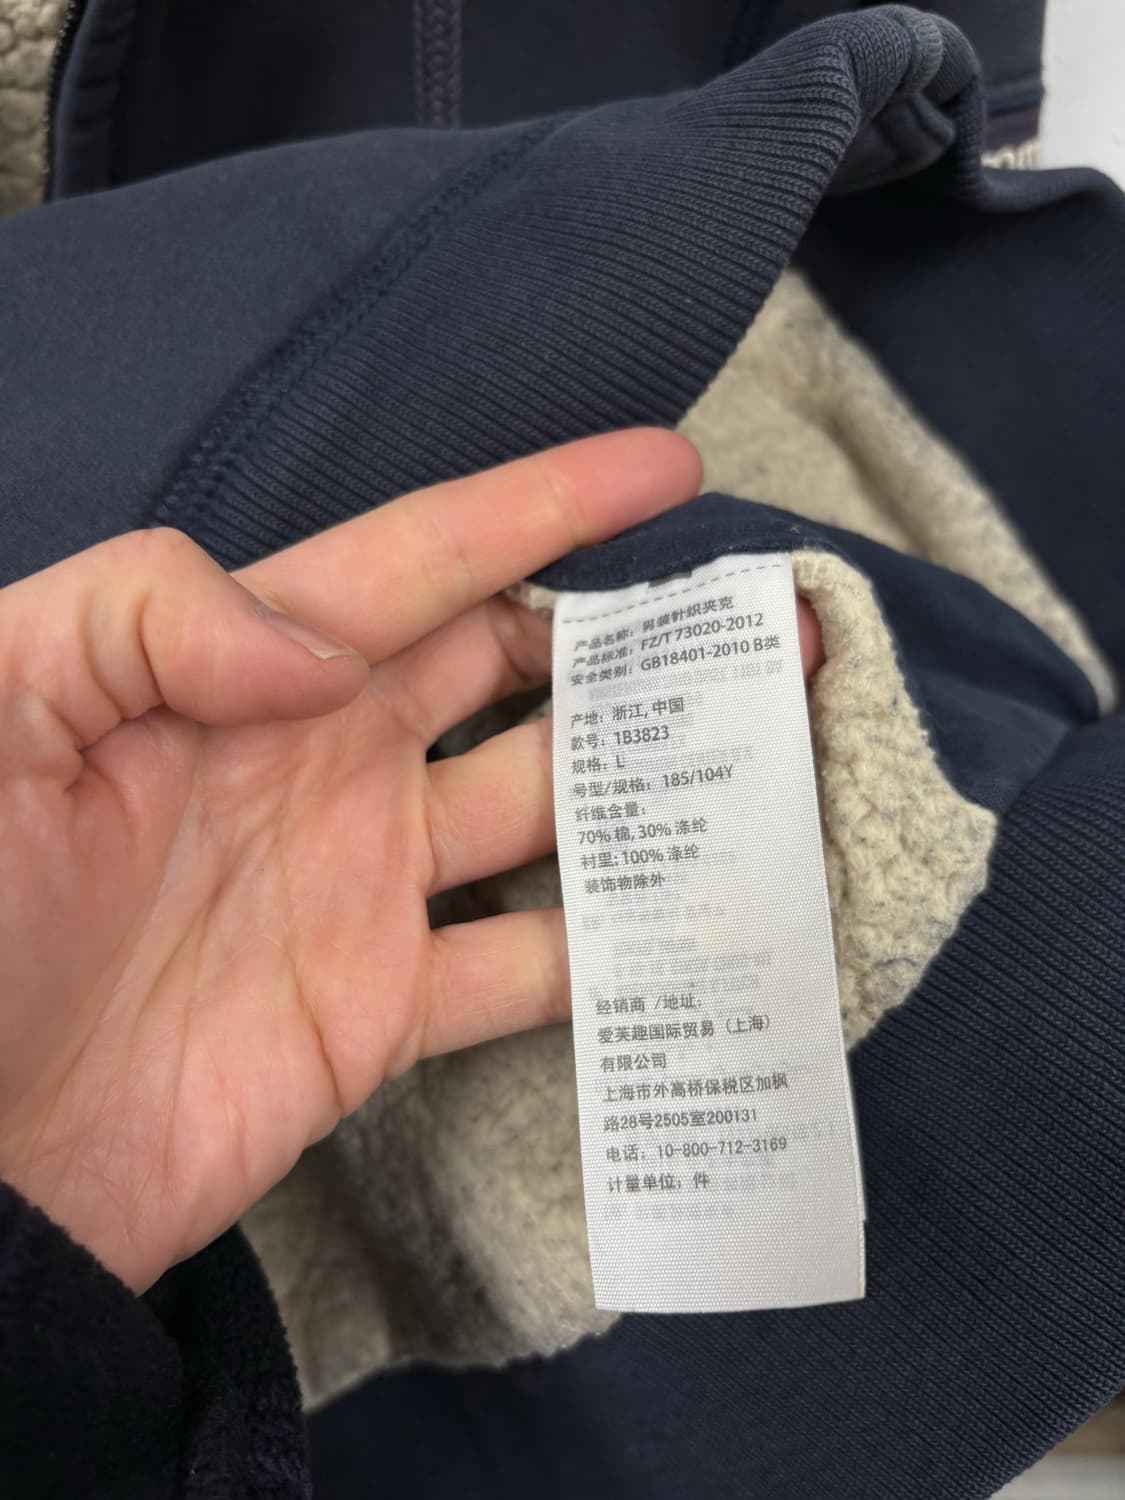 产品名称: 男装针织夹克
产品标准: FZ/T 73020-2012
安全类别: GB18401-2010 B类
产地: 浙江, 中国
款号: 1B3823
规格: L
号型/规格: 185/104Y
纤维含量:
70% 棉, 30% 涤纶
衬里: 100% 涤纶
装饰物除外
经销商 /地址:
爱芙趣国际贸易 (上海)
有限公司
上海市外高桥保税区加枫
路28号2505室200131
电话: 10-800-712-3169
计量单位: 件